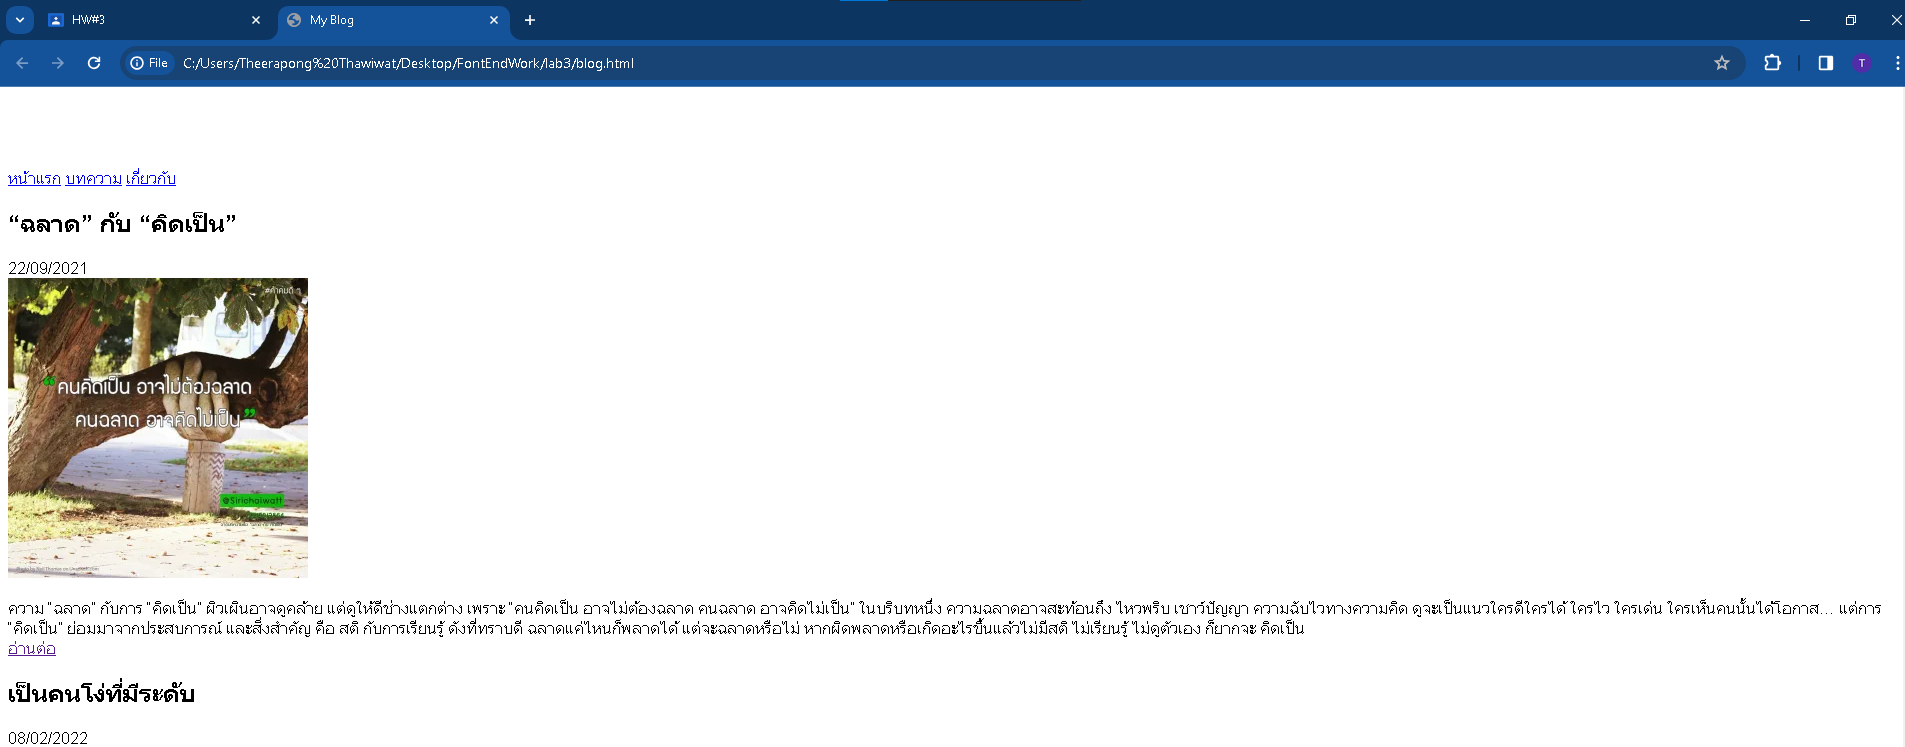 HW#3
My Blog
File
C:/Users/Theerapong%20Thawiwat/Desktop/FontEndWork/lab3/blog.html
T
หน้าแรก บทความ เกี่ยวกับ
“ฉลาด” กับ “คิดเป็น”
22/09/2021
#คำคมดี ๆ
“คนคิดเป็น อาจไม่ต้องฉลาด
คนฉลาด อาจคิดไม่เป็น”
@Sirichaiwatt
ความ "ฉลาด" กับการ "คิดเป็น" ผิวเผินอาจดูคล้าย แต่ดูให้ดีช่างแตกต่าง เพราะ "คนคิดเป็น อาจไม่ต้องฉลาด คนฉลาด อาจคิดไม่เป็น" ในบริบทหนึ่ง ความฉลาดอาจสะท้อนถึง ไหวพริบ เชาว์ปัญญา ความฉับไวทางความคิด ดูจะเป็นแนวใครดีใครได้ ใครไว ใครเด่น ใครเห็นคนนั้นได้โอกาส... แต่การ
"คิดเป็น" ย่อมมาจากประสบการณ์ และสิ่งสำคัญ คือ สติ กับการเรียนรู้ ดังที่ทราบดี ฉลาดแค่ไหนก็พลาดได้ แต่จะฉลาดหรือไม่ หากผิดพลาดหรือเกิดอะไรขึ้นแล้วไม่มีสติ ไม่เรียนรู้ ไม่ดูตัวเอง ก็ยากจะ คิดเป็น
อ่านต่อ
เป็นคนโง่ที่มีระดับ
08/02/2022